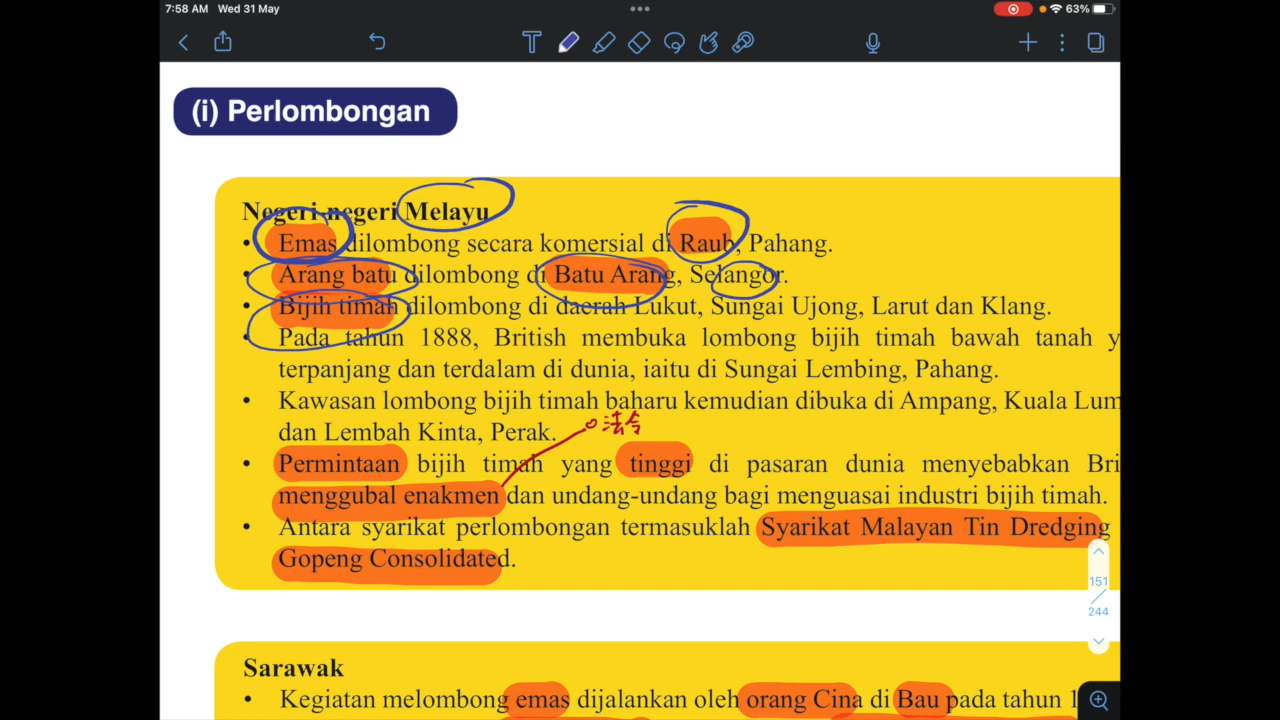 7:58 AM Wed 31 May
63%
(i) Perlombongan
Negeri-negeri Melayu
• Emas dilombong secara komersial di Raub, Pahang.
• Arang batu dilombong di Batu Arang, Selangor.
• Bijih timah dilombong di daerah Lukut, Sungai Ujong, Larut dan Klang.
• Pada tahun 1888, British membuka lombong bijih timah bawah tanah y
terpanjang dan terdalam di dunia, iaitu di Sungai Lembing, Pahang.
• Kawasan lombong bijih timah baharu kemudian dibuka di Ampang, Kuala Lum
dan Lembah Kinta, Perak.
法令
• Permintaan bijih timah yang tinggi di pasaran dunia menyebabkan Bri
menggubal enakmen dan undang-undang bagi menguasai industri bijih timah.
• Antara syarikat perlombongan termasuklah Syarikat Malayan Tin Dredging
Gopeng Consolidated.
151
244
Sarawak
• Kegiatan melombong emas dijalankan oleh orang Cina di Bau pada tahun 1